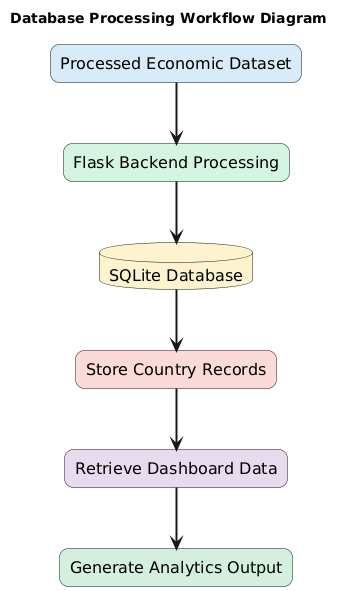 Database Processing Workflow Diagram
Processed Economic Dataset
Flask Backend Processing
SQLite Database
Store Country Records
Retrieve Dashboard Data
Generate Analytics Output